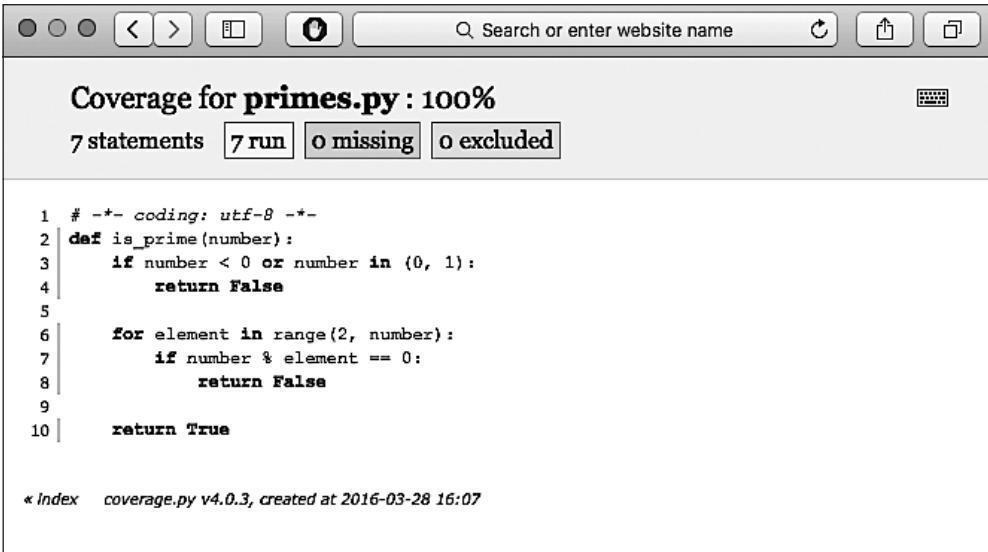 Search or enter website name
Coverage for primes.py : 100%
7 statements 7 run 0 missing 0 excluded
1 # -*- coding: utf-8 -*-
2 def is_prime(number):
3     if number < 0 or number in (0, 1):
4         return False
5
6     for element in range(2, number):
7         if number % element == 0:
8             return False
9
10     return True
« index coverage.py v4.0.3, created at 2016-03-28 16:07